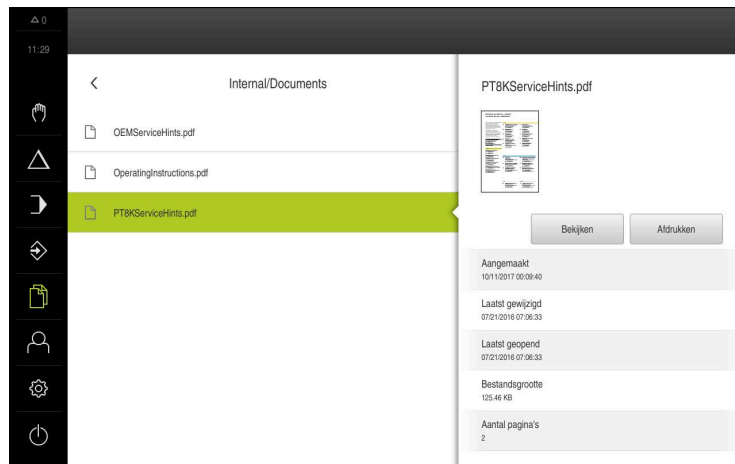 0
11:29
Internal/Documents
OEMServiceHints.pdf
OperatingInstructions.pdf
PT8KServiceHints.pdf
PT8KServiceHints.pdf
Bekijken
Afdrukken
Aangemaakt
10/11/2017 00:09:40
Laatst gewijzigd
07/21/2016 07:06:33
Laatst geopend
07/21/2016 07:06:33
Bestandsgrootte
125.46 KB
Aantal pagina's
2